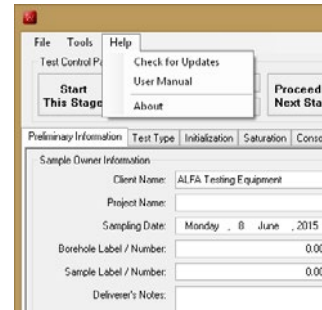 File Tools Help
Test Control Pa
Check for Updates
User Manual
About
Start
This Stage
Proceed
Next Sta
Preliminary Information Test Type Initialization Saturation Conso
Sample Owner Information
Client Name: ALFA Testing Equipment
Project Name:
Sampling Date: Monday , 8 June , 2015
Borehole Label / Number: 0.00
Sample Label / Number: 0.00
Deliverer's Notes: